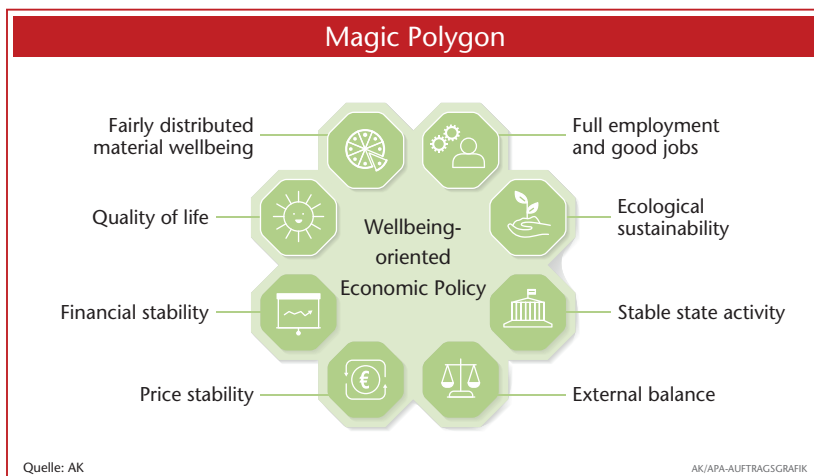 Magic Polygon
Fairly distributed
material wellbeing
Full employment
and good jobs
Quality of life
Ecological
sustainability
Wellbeing-
oriented
Economic Policy
Financial stability
Stable state activity
Price stability
€
External balance
Quelle: AK
AK/APA-AUFTRAGSGRAFIK